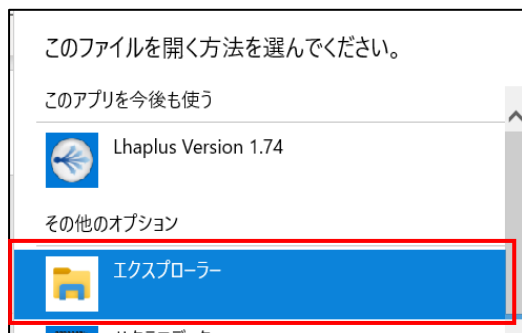 このファイルを開く方法を選んでください。
このアプリを今後も使う
Lhaplus Version 1.74
その他のオプション
エクスプローラー